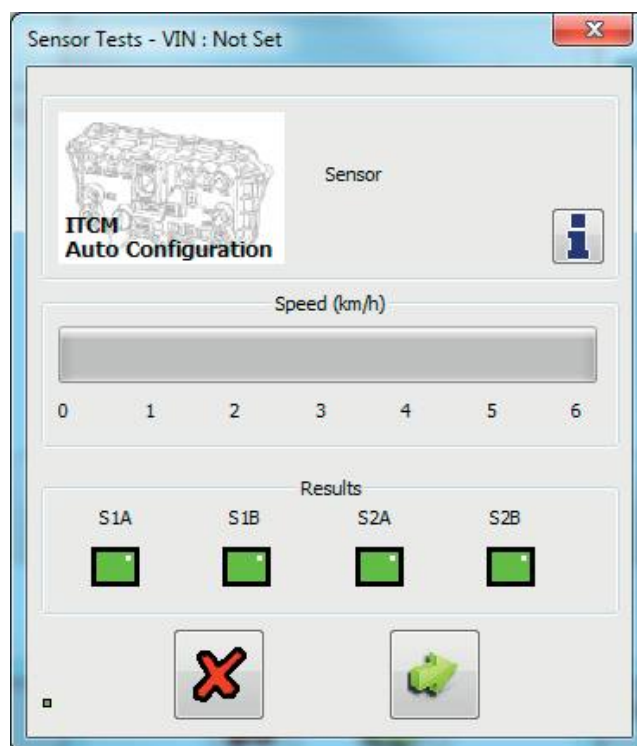 Sensor Tests - VIN : Not Set
Sensor
ITCM
Auto Configuration
Speed (km/h)
0 1 2 3 4 5 6
Results
S1A S1B S2A S2B